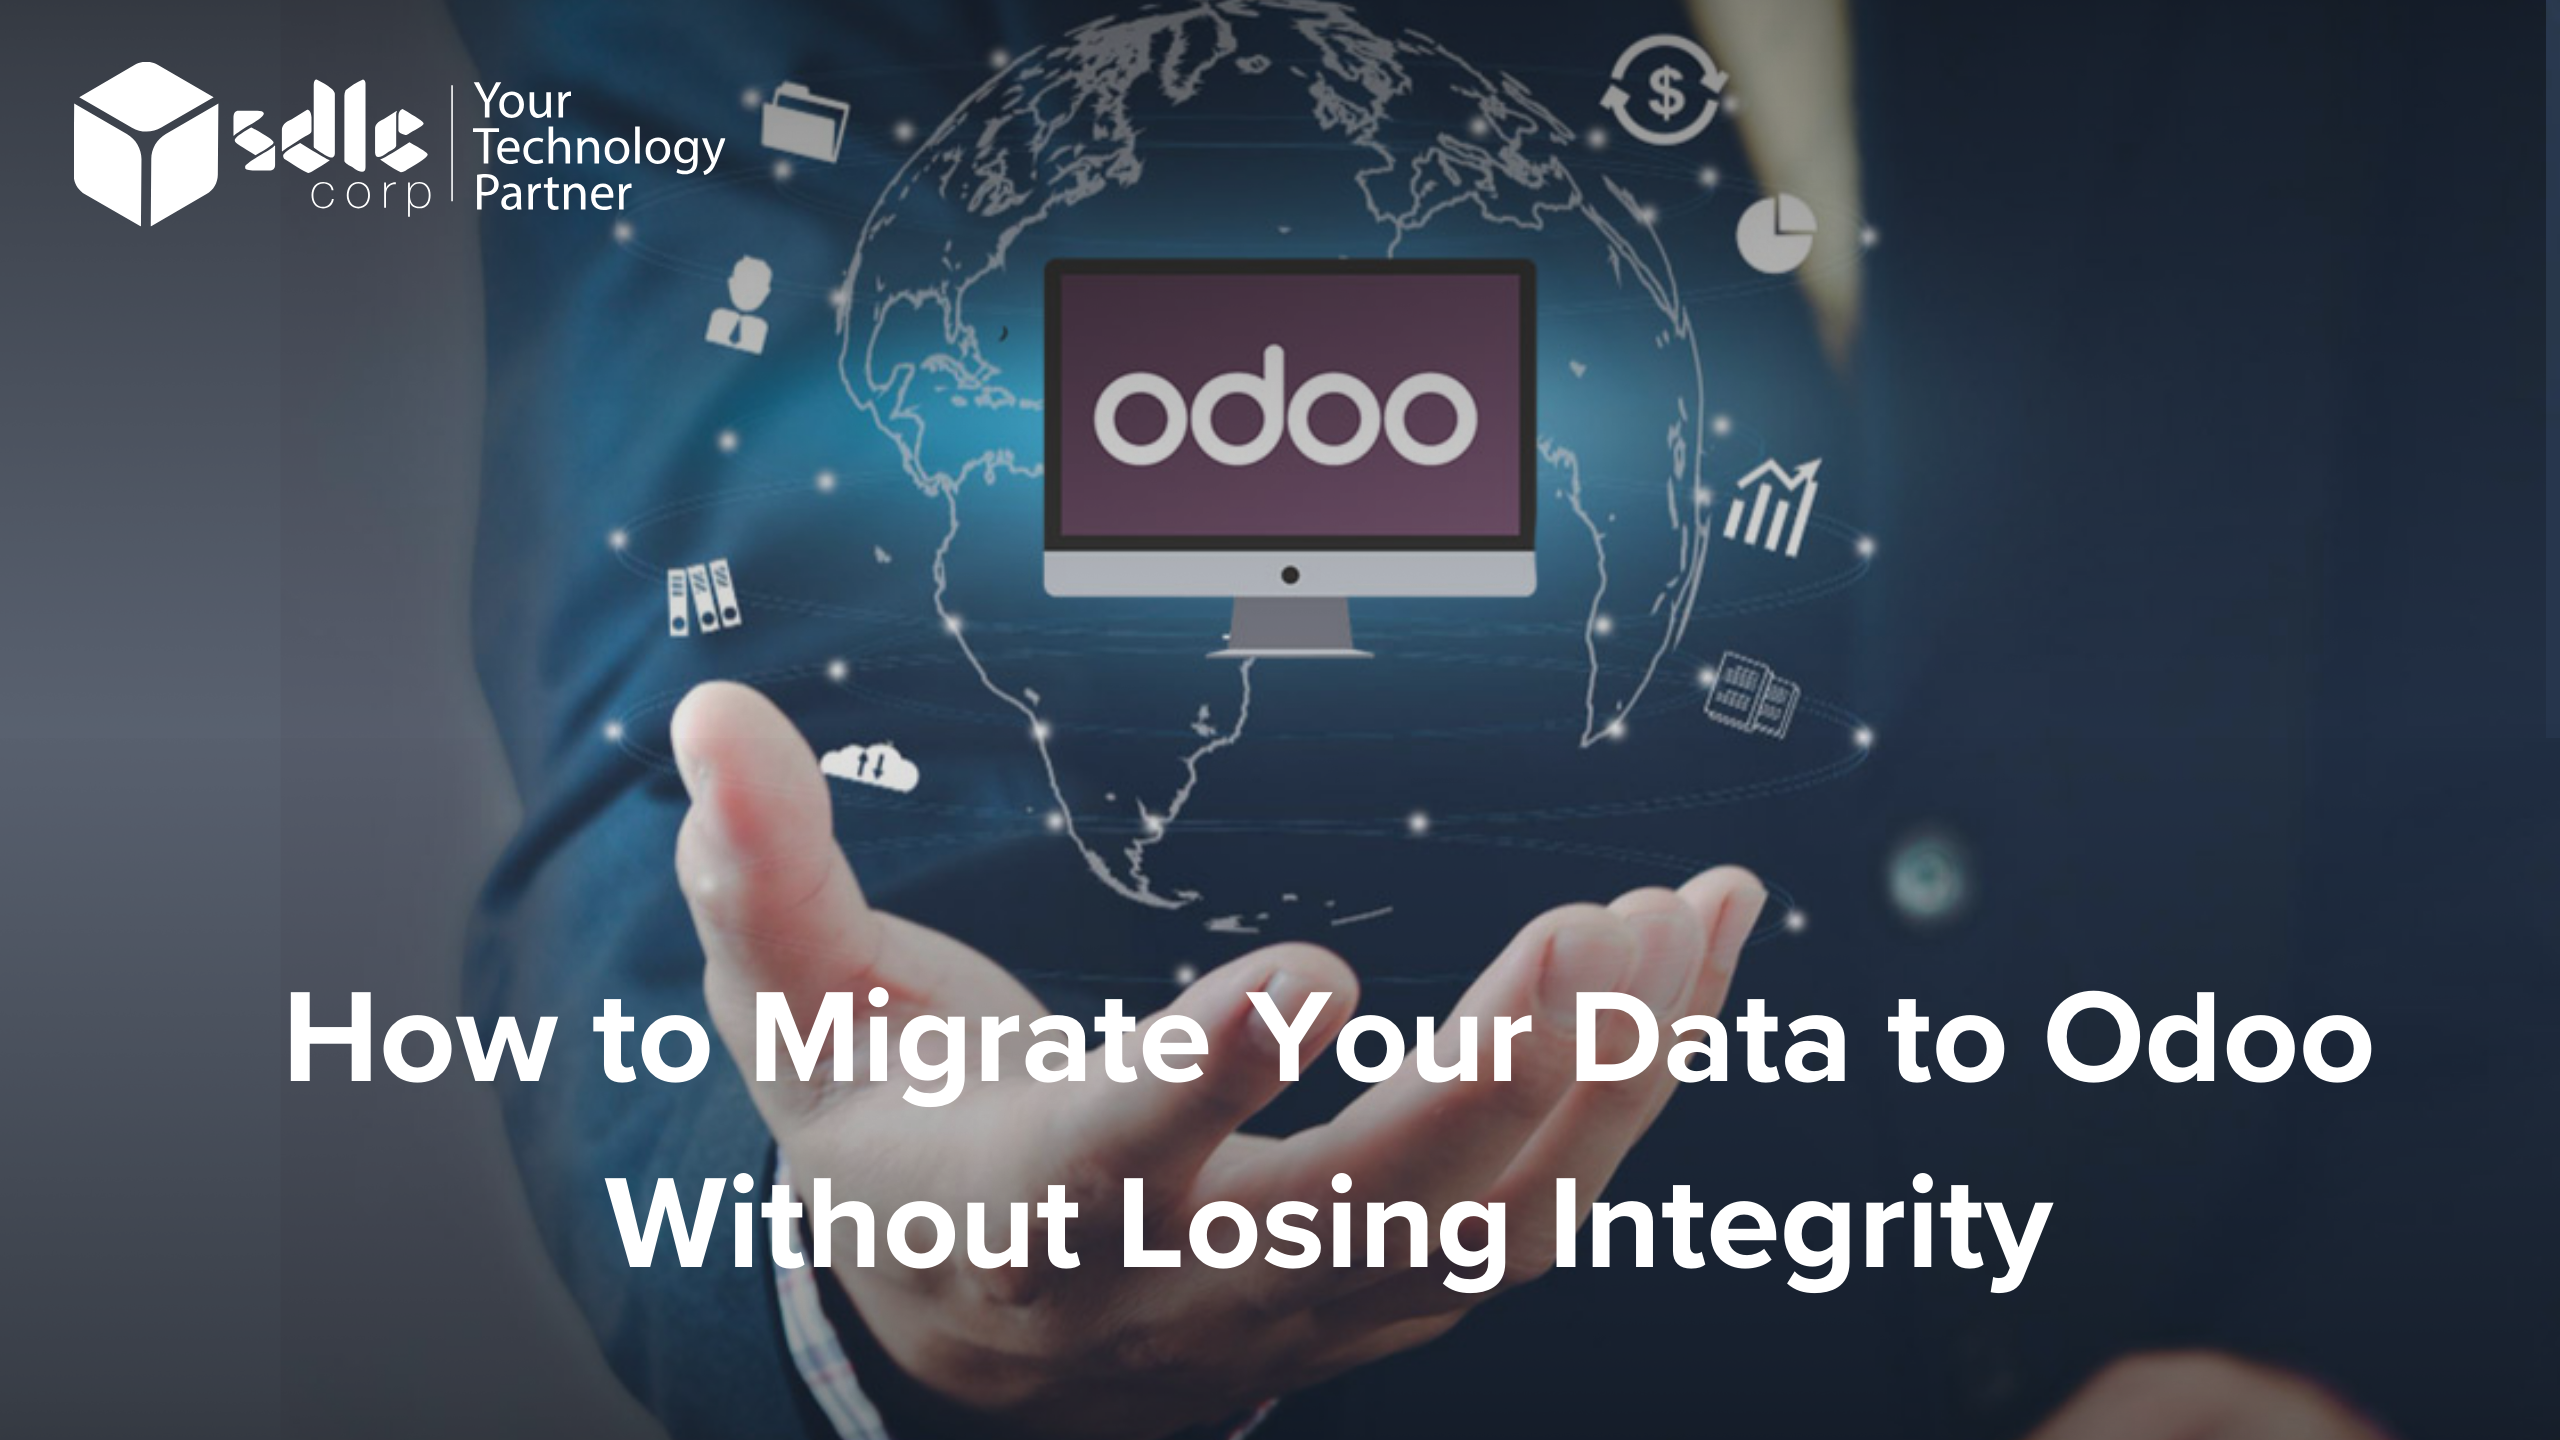 sdlc
corp
Your
Technology
Partner
odoo
How to Migrate Your Data to Odoo
Without Losing Integrity